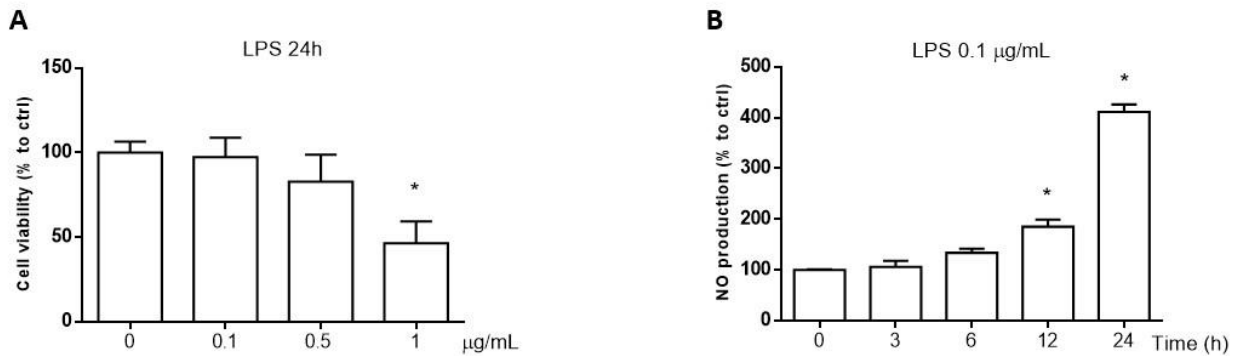 A
LPS 24h
Cell viability (% to ctrl)
150
100
50
0
*
0 0.1 0.5 1 μg/mL
B
LPS 0.1 μg/mL
NO production (% to ctrl)
500
400
300
200
100
0
*
*
0 3 6 12 24 Time (h)